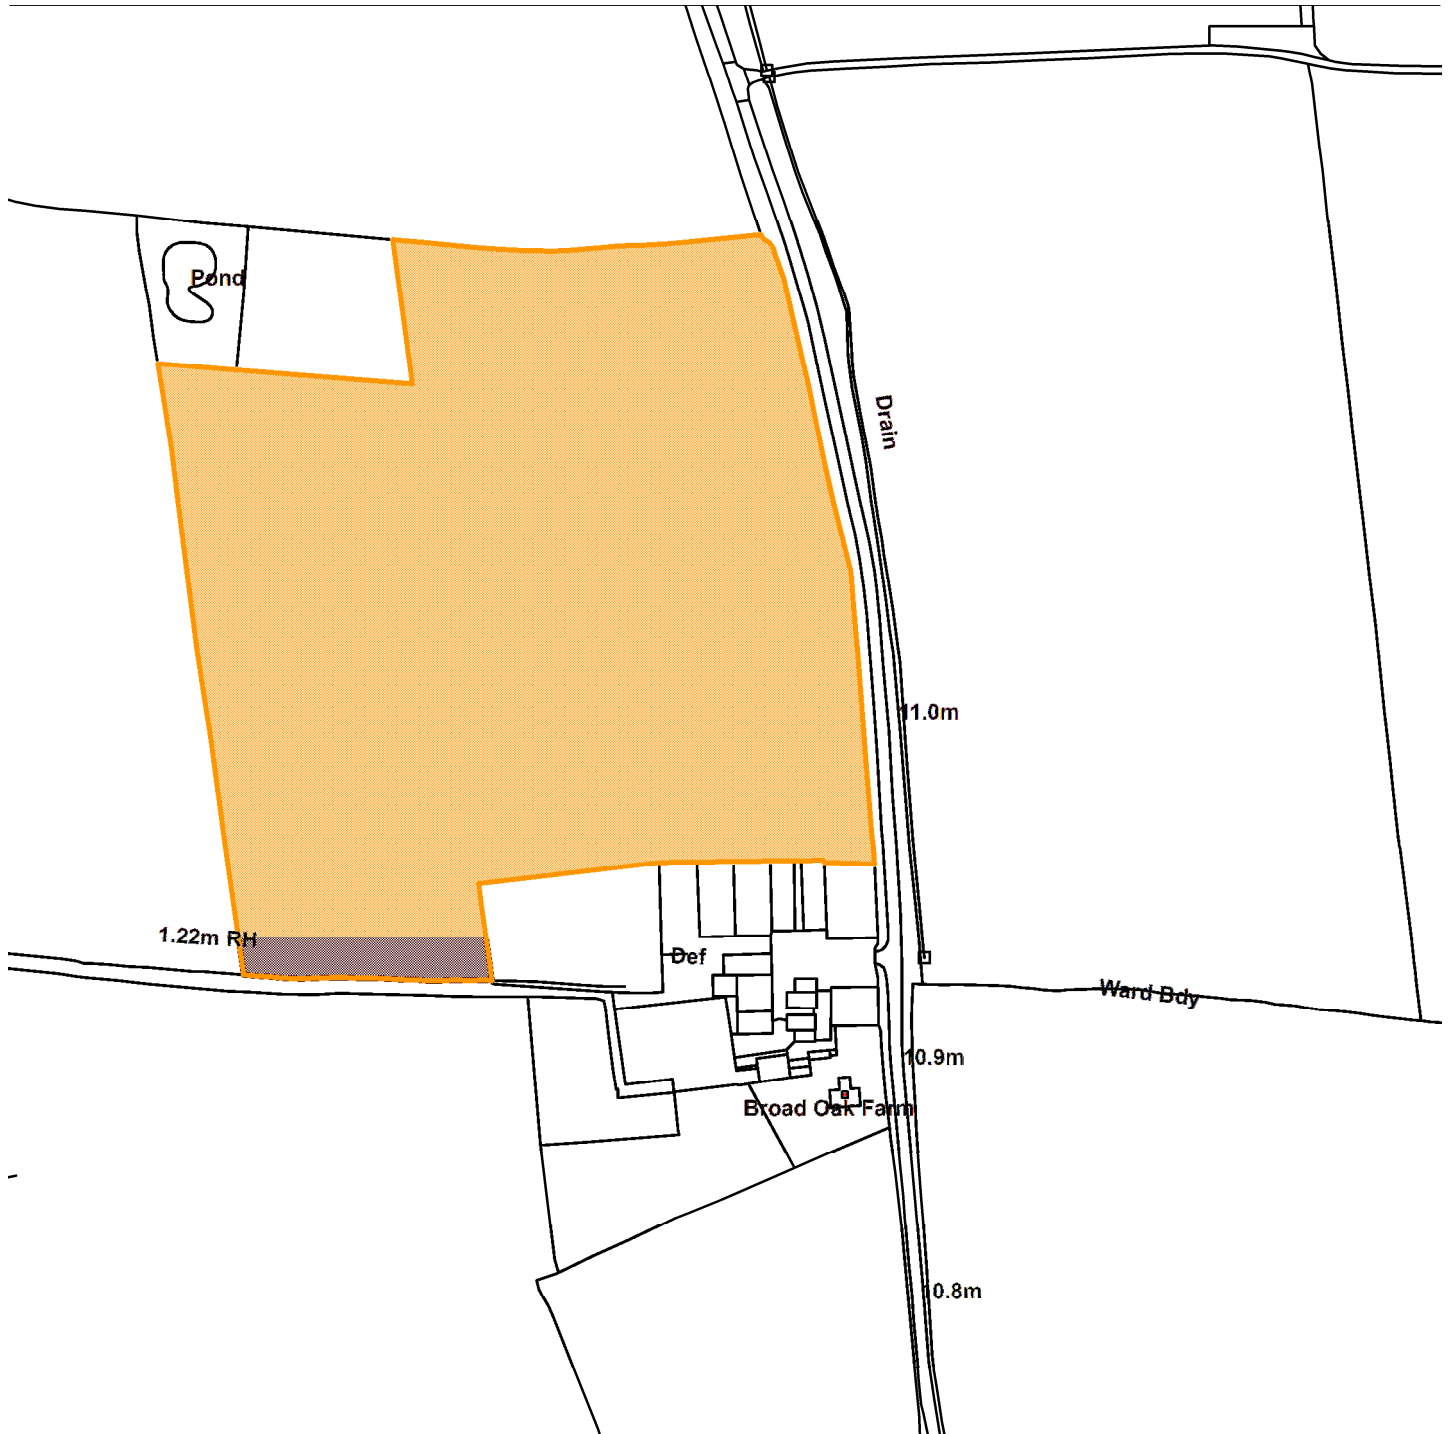 Pond
Drain
11.0m
1.22m RH
Def
Ward Bdy
10.9m
Broad Oak Farm
10.8m